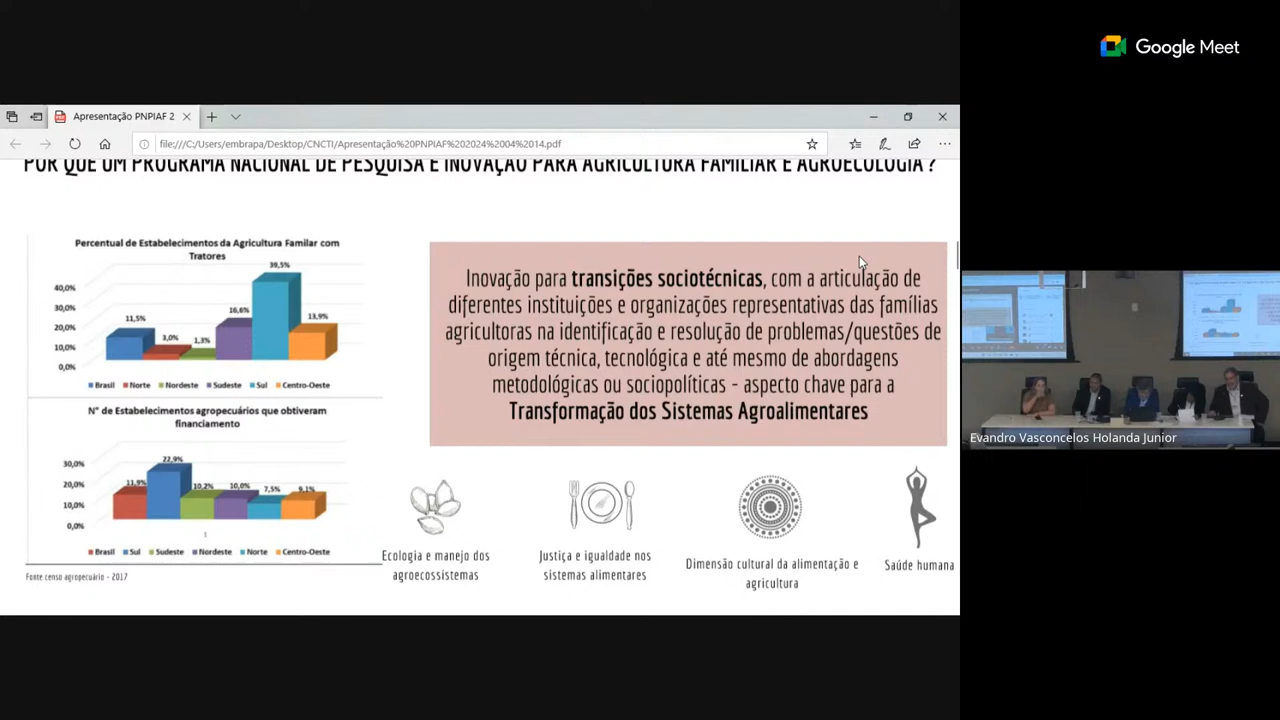 Google Meet
Apresentação PNPIAF 2
file:///C:/Users/embrapa/Desktop/CNCTI/Apresentação%20PNPIAF%202024%2004%2014.pdf
POR QUE UM PROGRAMA NACIONAL DE PESQUISA E INOVAÇÃO PARA AGRICULTURA FAMILIAR E AGROECOLOGIA ?
Percentual de Estabelecimentos da Agricultura Familar com
Tratores
39,5%
40,0%
30,0%
20,0%
10,0%
0,0%
11,5%
3,0%
1,3%
16,6%
13,9%
Brasil Norte Nordeste Sudeste Sul Centro-Oeste
N° de Estabelecimentos agropecuários que obtiveram
financiamento
30,0%
20,0%
10,0%
0,0%
11,9%
22,9%
10,2%
10,0%
7,5%
9,1%
1
Brasil Sul Sudeste Nordeste Norte Centro-Oeste
Fonte censo agropecuário - 2017
Inovação para transições sociotécnicas, com a articulação de
diferentes instituições e organizações representativas das famílias
agricultoras na identificação e resolução de problemas/questões de
origem técnica, tecnológica e até mesmo de abordagens
metodológicas ou sociopolíticas - aspecto chave para a
Transformação dos Sistemas Agroalimentares
Ecologia e manejo dos
agroecossistemas
Justiça e igualdade nos
sistemas alimentares
Dimensão cultural da alimentação e
agricultura
Saúde humana
Evandro Vasconcelos Holanda Junior